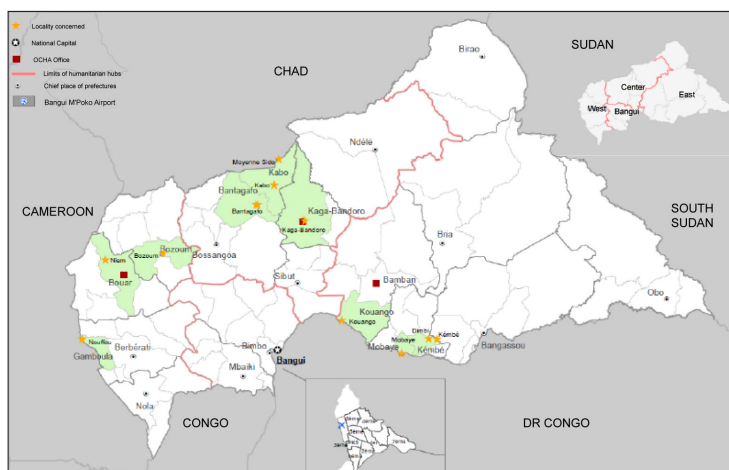 Locality concerned
National Capital
OCHA Office
Limits of humanitarian hubs
Chief place of prefectures
Bangui M'Poko Airport
CHAD
SUDAN
Birao
Center
East
West
Bangui
Ndélé
Moyenne Sido
Kabo
Kabo
Bantagafo
Bantagafo
Kaga-Bandoro
Kaga-Bandoro
CAMEROON
SOUTH
SUDAN
Bria
Bozoum
Bozoum
Bossangoa
Niem
Bouar
Sibut
Bambari
Obo
Kouango
Kouango
Dimbi
Kémbé
Mobaye
Mobaye
Kémbé
Bangassou
Gamboula
Berbérati
Bimbo
Bangui
Mbaiki
Nola
CONGO
DR CONGO